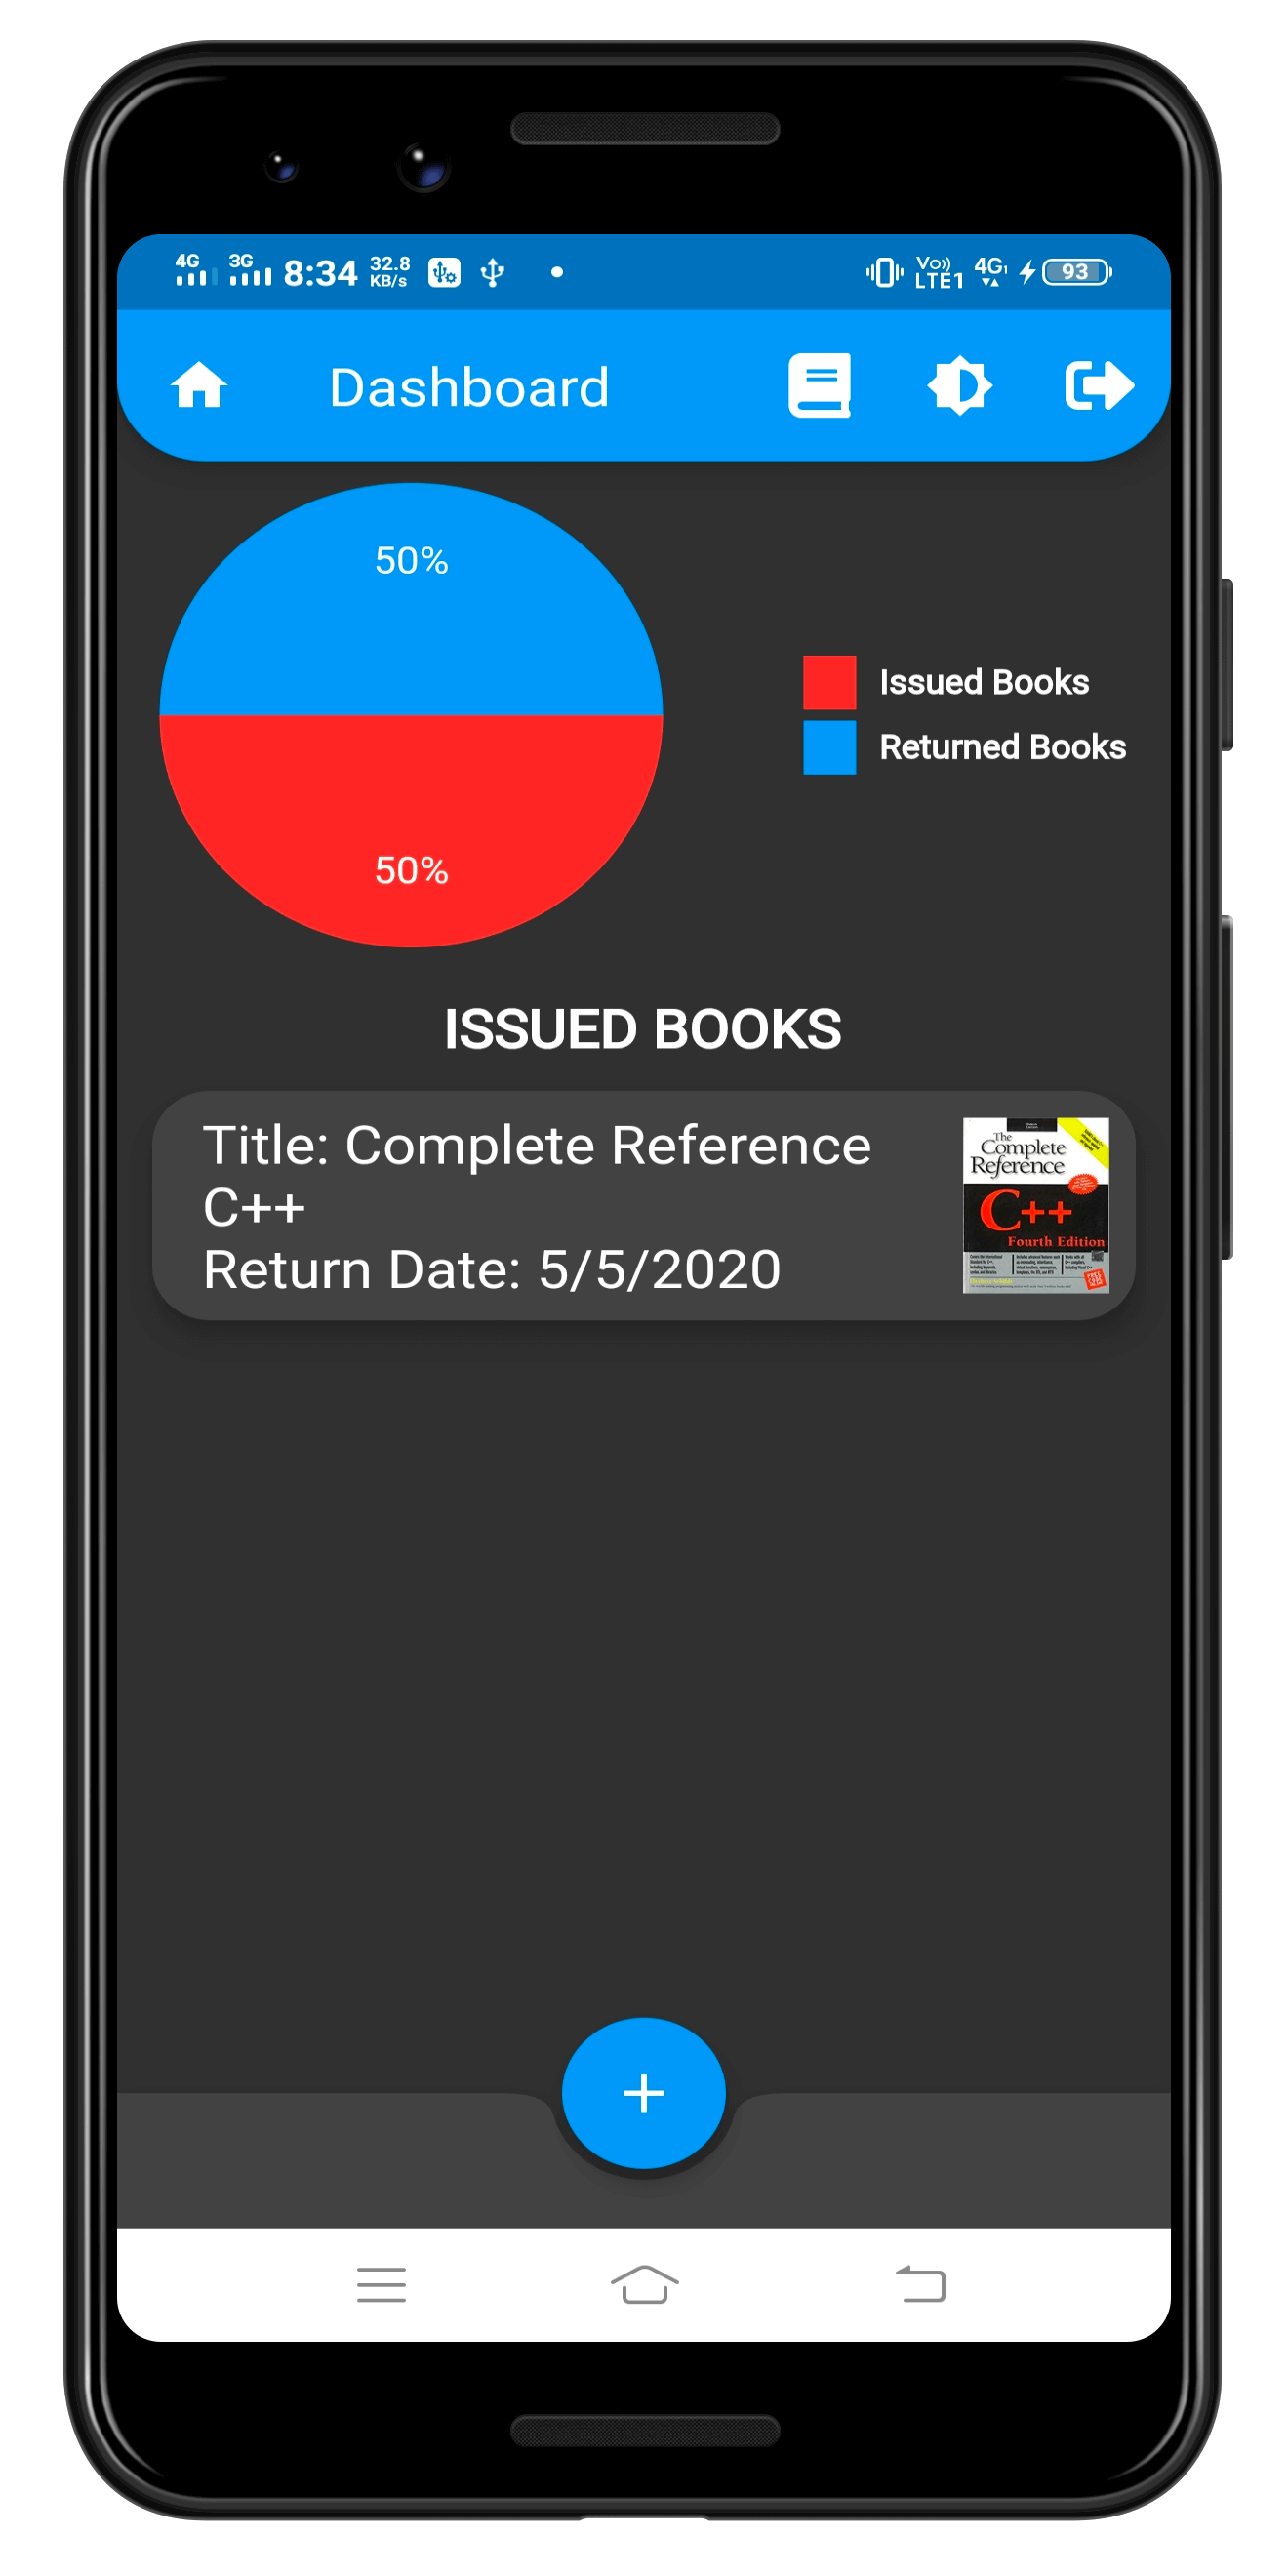 4G 3G 8:34 32.8 KB/s Vo)) LTE1 4G1 93
Dashboard
50%
Issued Books
Returned Books
50%
ISSUED BOOKS
Title: Complete Reference
C++
Return Date: 5/5/2020
The
Complete
Reference
C++
Fourth Edition